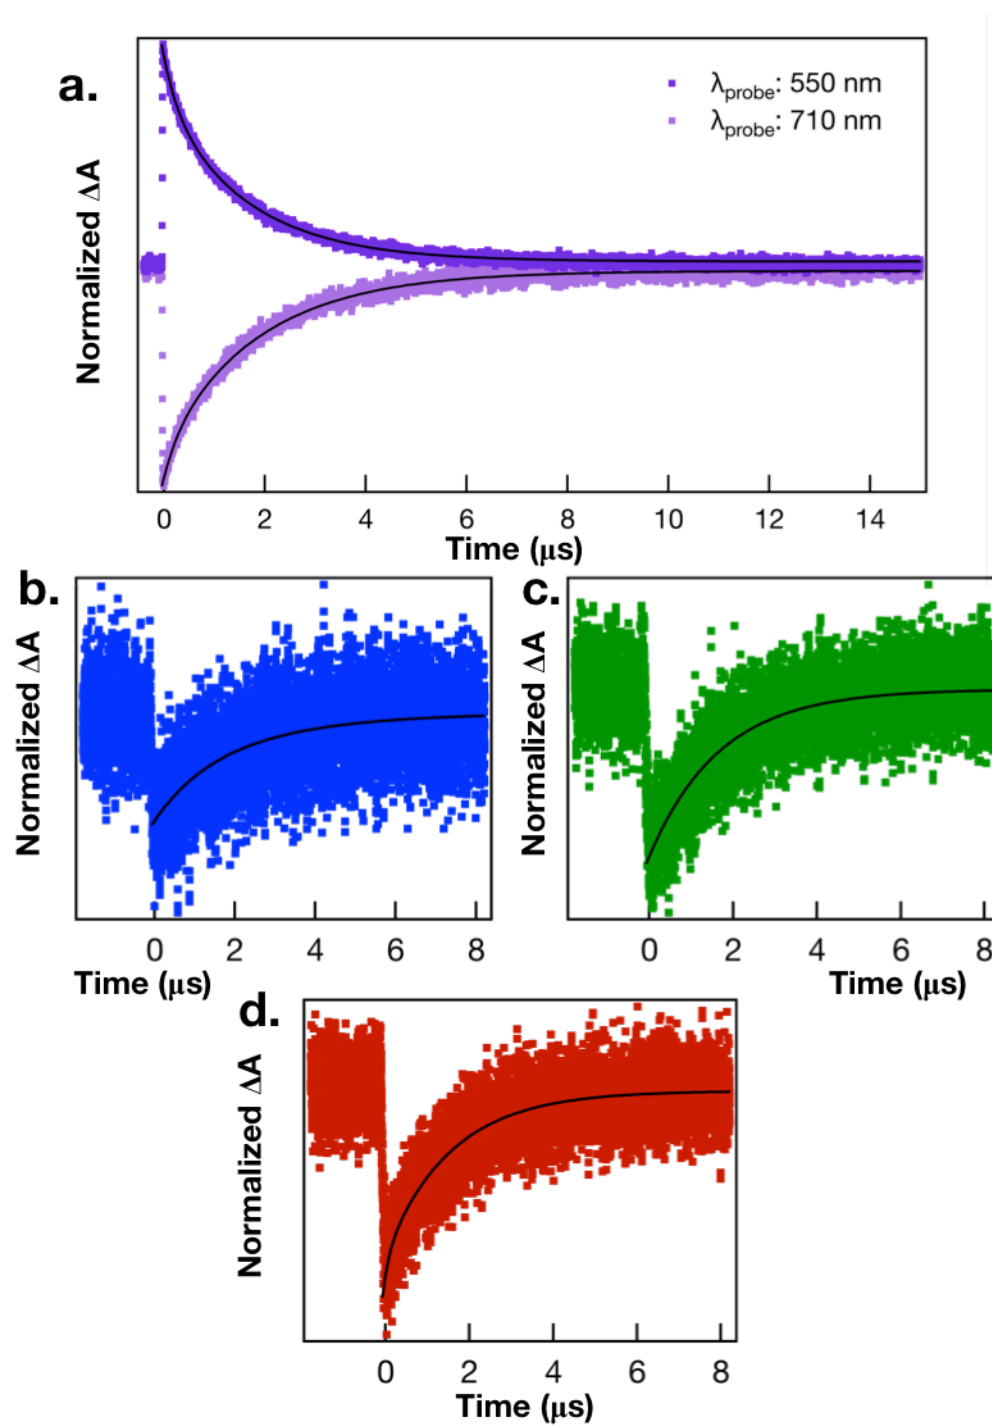 a.
λprobe: 550 nm
λprobe: 710 nm
Normalized ΔA
0 2 4 6 8 10 12 14
Time (μs)
b.
Normalized ΔA
0 2 4 6 8
Time (μs)
c.
Normalized ΔA
0 2 4 6 8
Time (μs)
d.
Normalized ΔA
0 2 4 6 8
Time (μs)